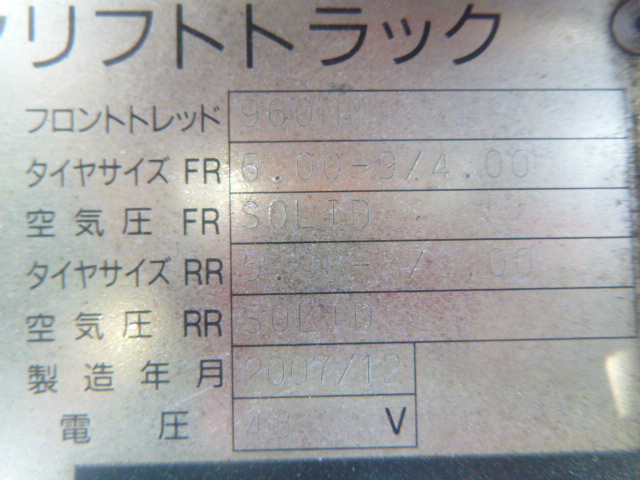 リフトトラック
フロントトレッド 960MM
タイヤサイズ FR 6.00-9/4.00
空気圧 FR SOLID
タイヤサイズ RR
空気圧 RR SOLID
製造年月 2007/12
電圧 48 V